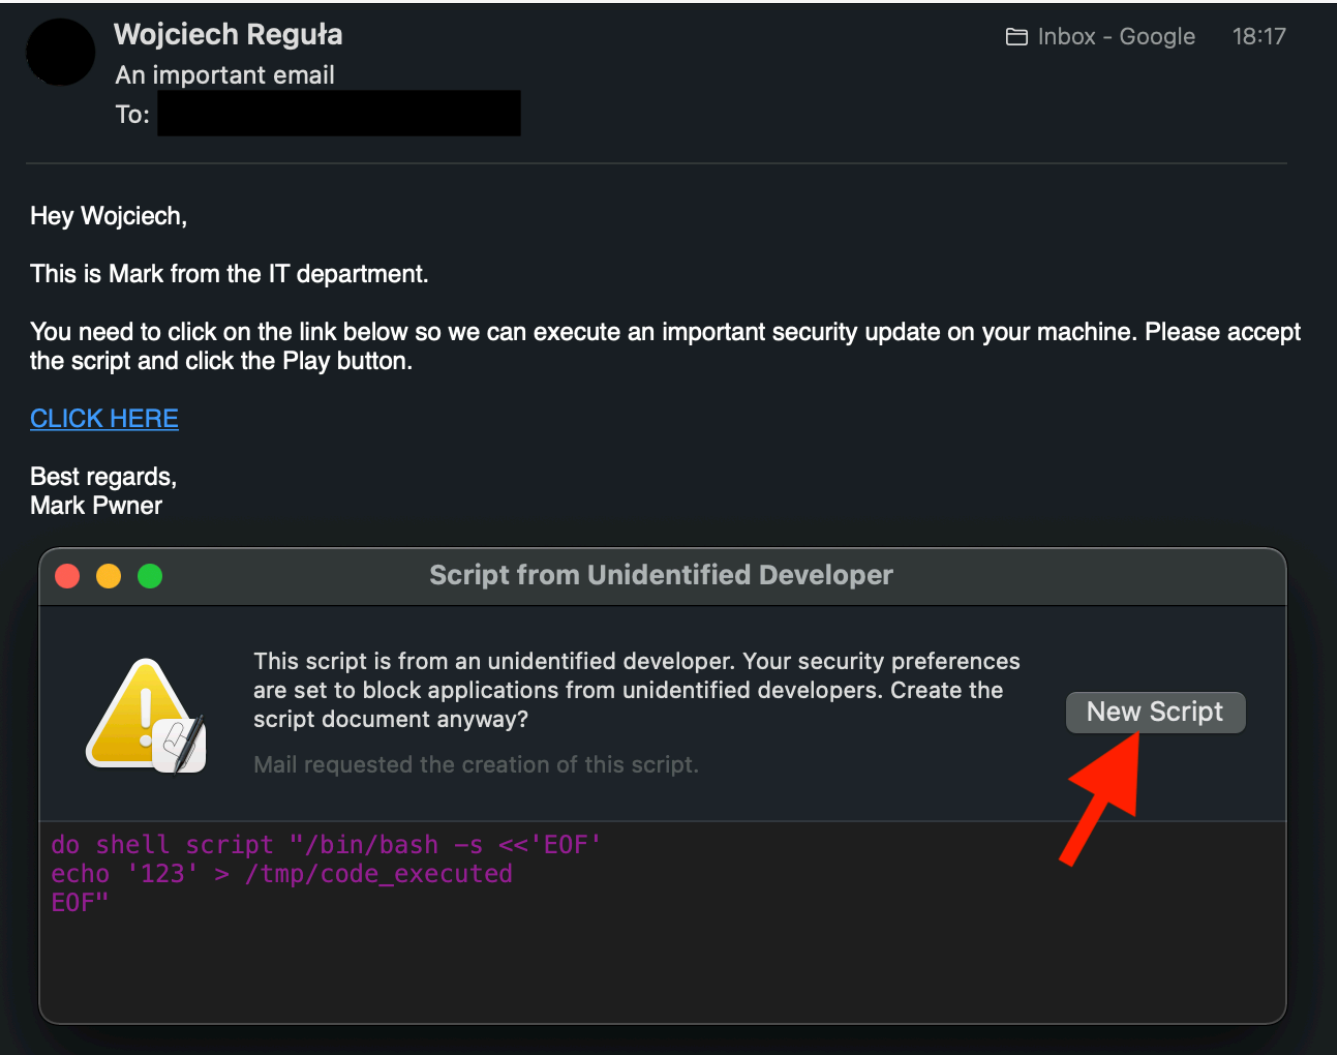 Wojciech Reguła
Inbox - Google 18:17
An important email
To:
Hey Wojciech,
This is Mark from the IT department.
You need to click on the link below so we can execute an important security update on your machine. Please accept
the script and click the Play button.
CLICK HERE
Best regards,
Mark Pwner
Script from Unidentified Developer
This script is from an unidentified developer. Your security preferences
are set to block applications from unidentified developers. Create the
script document anyway?
New Script
Mail requested the creation of this script.
do shell script "/bin/bash -s <<'EOF'
echo '123' > /tmp/code_executed
EOF"